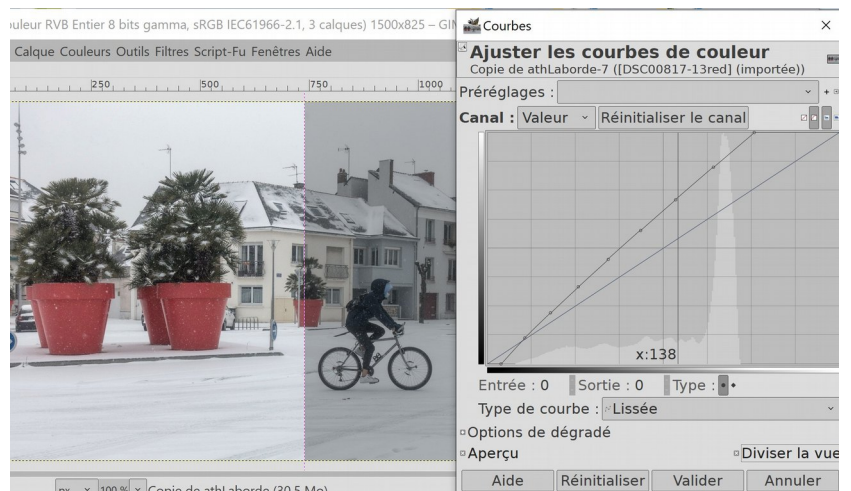 uleur RVB Entier 8 bits gamma, sRGB IEC61966-2.1, 3 calques) 1500x825 – GIM
Calque Couleurs Outils Filtres Script-Fu Fenêtres Aide
250 500 750 1000
Courbes
Ajuster les courbes de couleur
Copie de athLaborde-7 ([DSC00817-13red] (importée))
Préréglages :
Canal : Valeur Réinitialiser le canal
x:138
Entrée : 0 Sortie : 0 Type :
Type de courbe : Lissée
Options de dégradé
Aperçu Diviser la vue
Aide Réinitialiser Valider Annuler
px 100 % Copie de athLaborde (30,5 Mo)